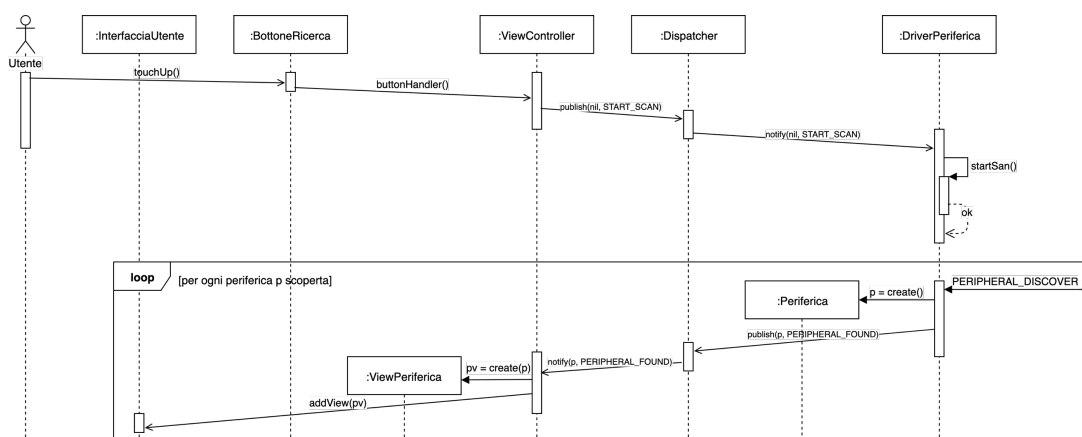 :InterfacciaUtente
:BottoneRicerca
:ViewController
:Dispatcher
:DriverPeriferica
Utente
touchUp()
buttonHandler()
publish(nil, START_SCAN)
notify(nil, START_SCAN)
startSan()
ok
loop
[per ogni periferica p scoperta]
PERIPHERAL_DISCOVER
p = create()
:Periferica
publish(p, PERIPHERAL_FOUND)
notify(p, PERIPHERAL_FOUND)
pv = create(p)
:ViewPeriferica
addView(pv)